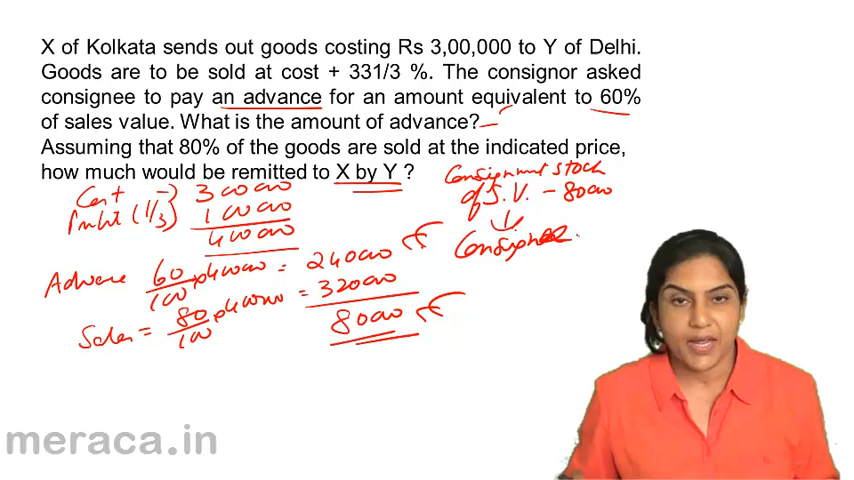 X of Kolkata sends out goods costing Rs 3,00,000 to Y of Delhi.
Goods are to be sold at cost + 331/3 %. The consignor asked
consignee to pay an advance for an amount equivalent to 60%
of sales value. What is the amount of advance?
Assuming that 80% of the goods are sold at the indicated price,
how much would be remitted to X by Y ?
Consignment stock
of S.V. - 80000
Cost → 300000
Profit (1/3) 100000
400000
Advance 60/100 × 400000 = 240000
Sales = 80/100 × 400000 = 320000
80000
meraca.in